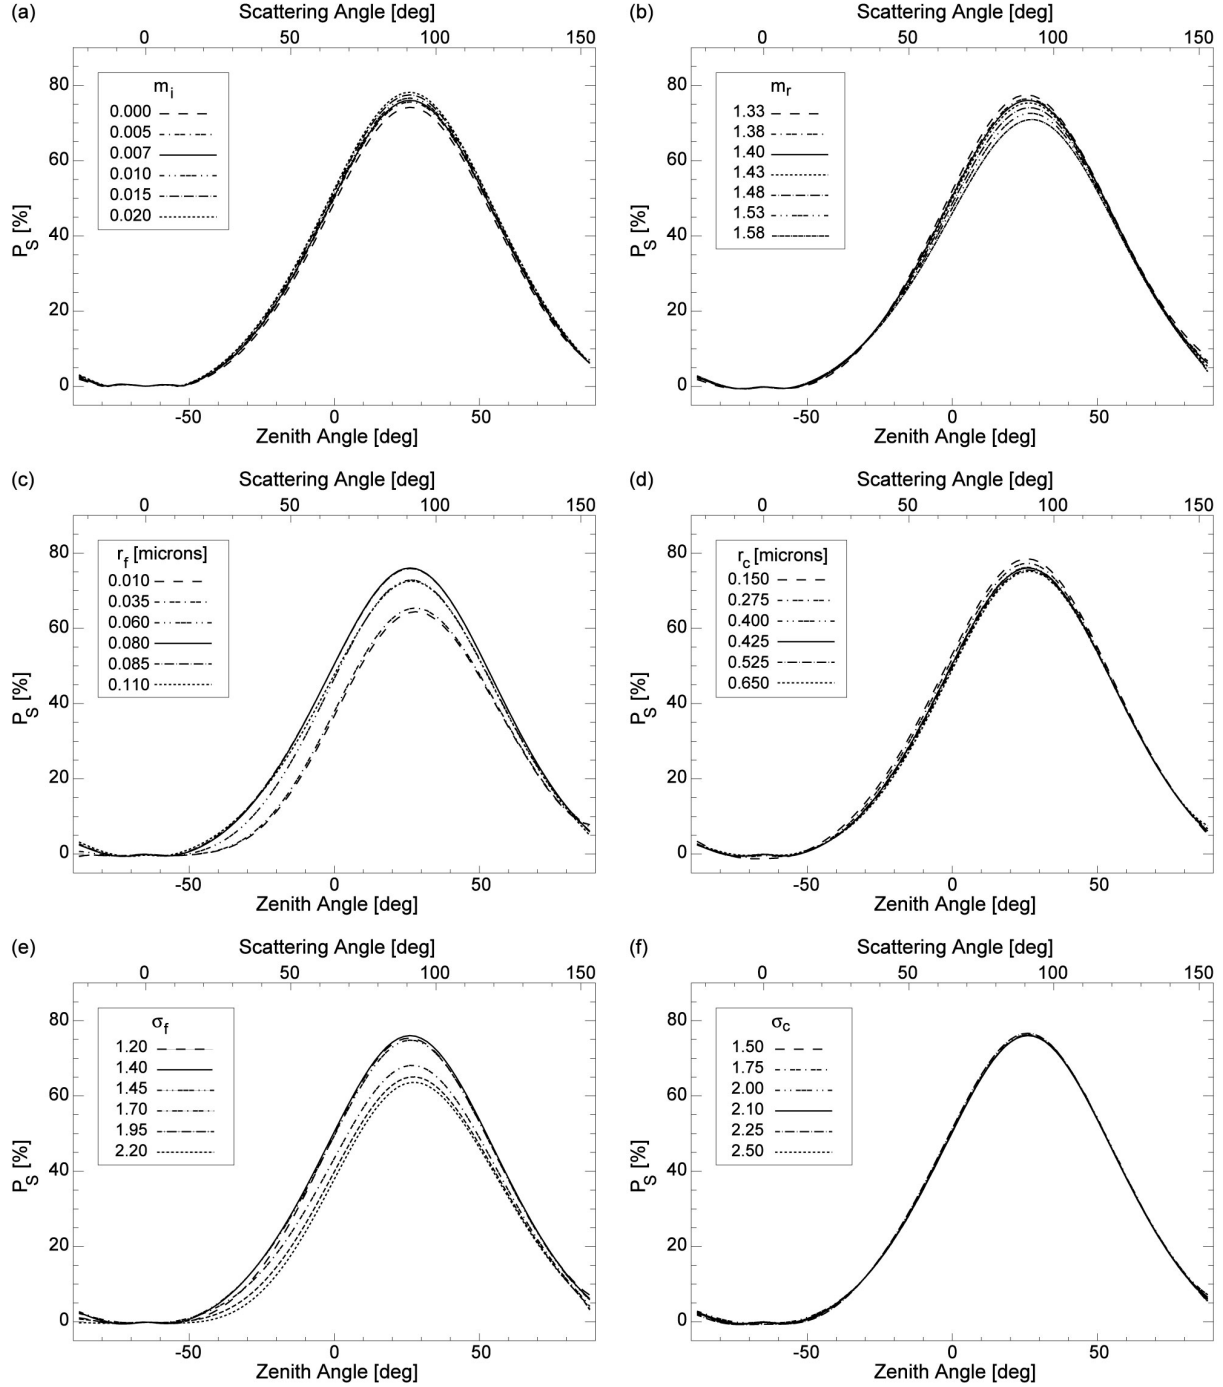 (a) Scattering Angle [deg]
0 50 100 150
m_i
0.000
0.005
0.007
0.010
0.015
0.020
80
60
40
20
0
P_S [%]
-50 0 50
Zenith Angle [deg]
(b) Scattering Angle [deg]
0 50 100 150
m_r
1.33
1.38
1.40
1.43
1.48
1.53
1.58
80
60
40
20
0
P_S [%]
-50 0 50
Zenith Angle [deg]
(c) Scattering Angle [deg]
0 50 100 150
r_f [microns]
0.010
0.035
0.060
0.080
0.085
0.110
80
60
40
20
0
P_S [%]
-50 0 50
Zenith Angle [deg]
(d) Scattering Angle [deg]
0 50 100 150
r_c [microns]
0.150
0.275
0.400
0.425
0.525
0.650
80
60
40
20
0
P_S [%]
-50 0 50
Zenith Angle [deg]
(e) Scattering Angle [deg]
0 50 100 150
σ_f
1.20
1.40
1.45
1.70
1.95
2.20
80
60
40
20
0
P_S [%]
-50 0 50
Zenith Angle [deg]
(f) Scattering Angle [deg]
0 50 100 150
σ_c
1.50
1.75
2.00
2.10
2.25
2.50
80
60
40
20
0
P_S [%]
-50 0 50
Zenith Angle [deg]